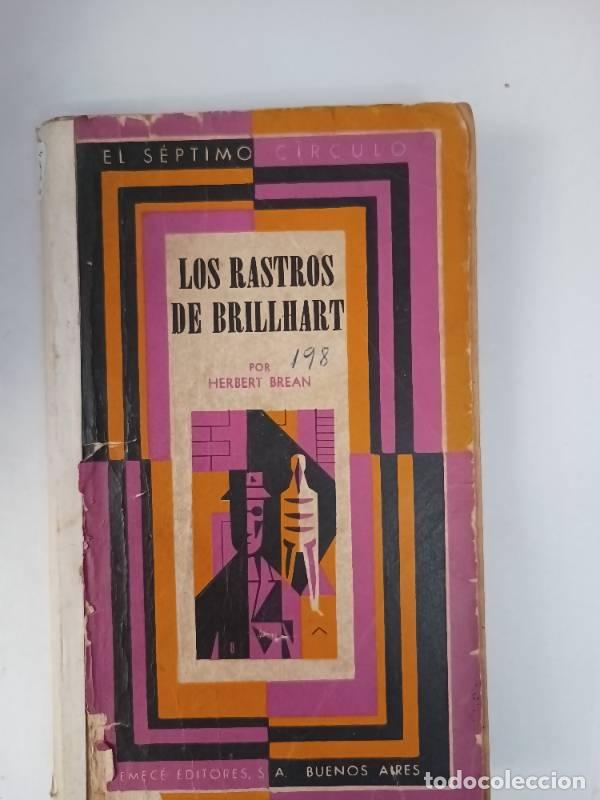 EL SÉPTIMO CÍRCULO
LOS RASTROS
DE BRILLHART
POR
198
HERBERT BREAN
EMECÉ EDITORES, S. A. BUENOS AIRES
todocoleccion